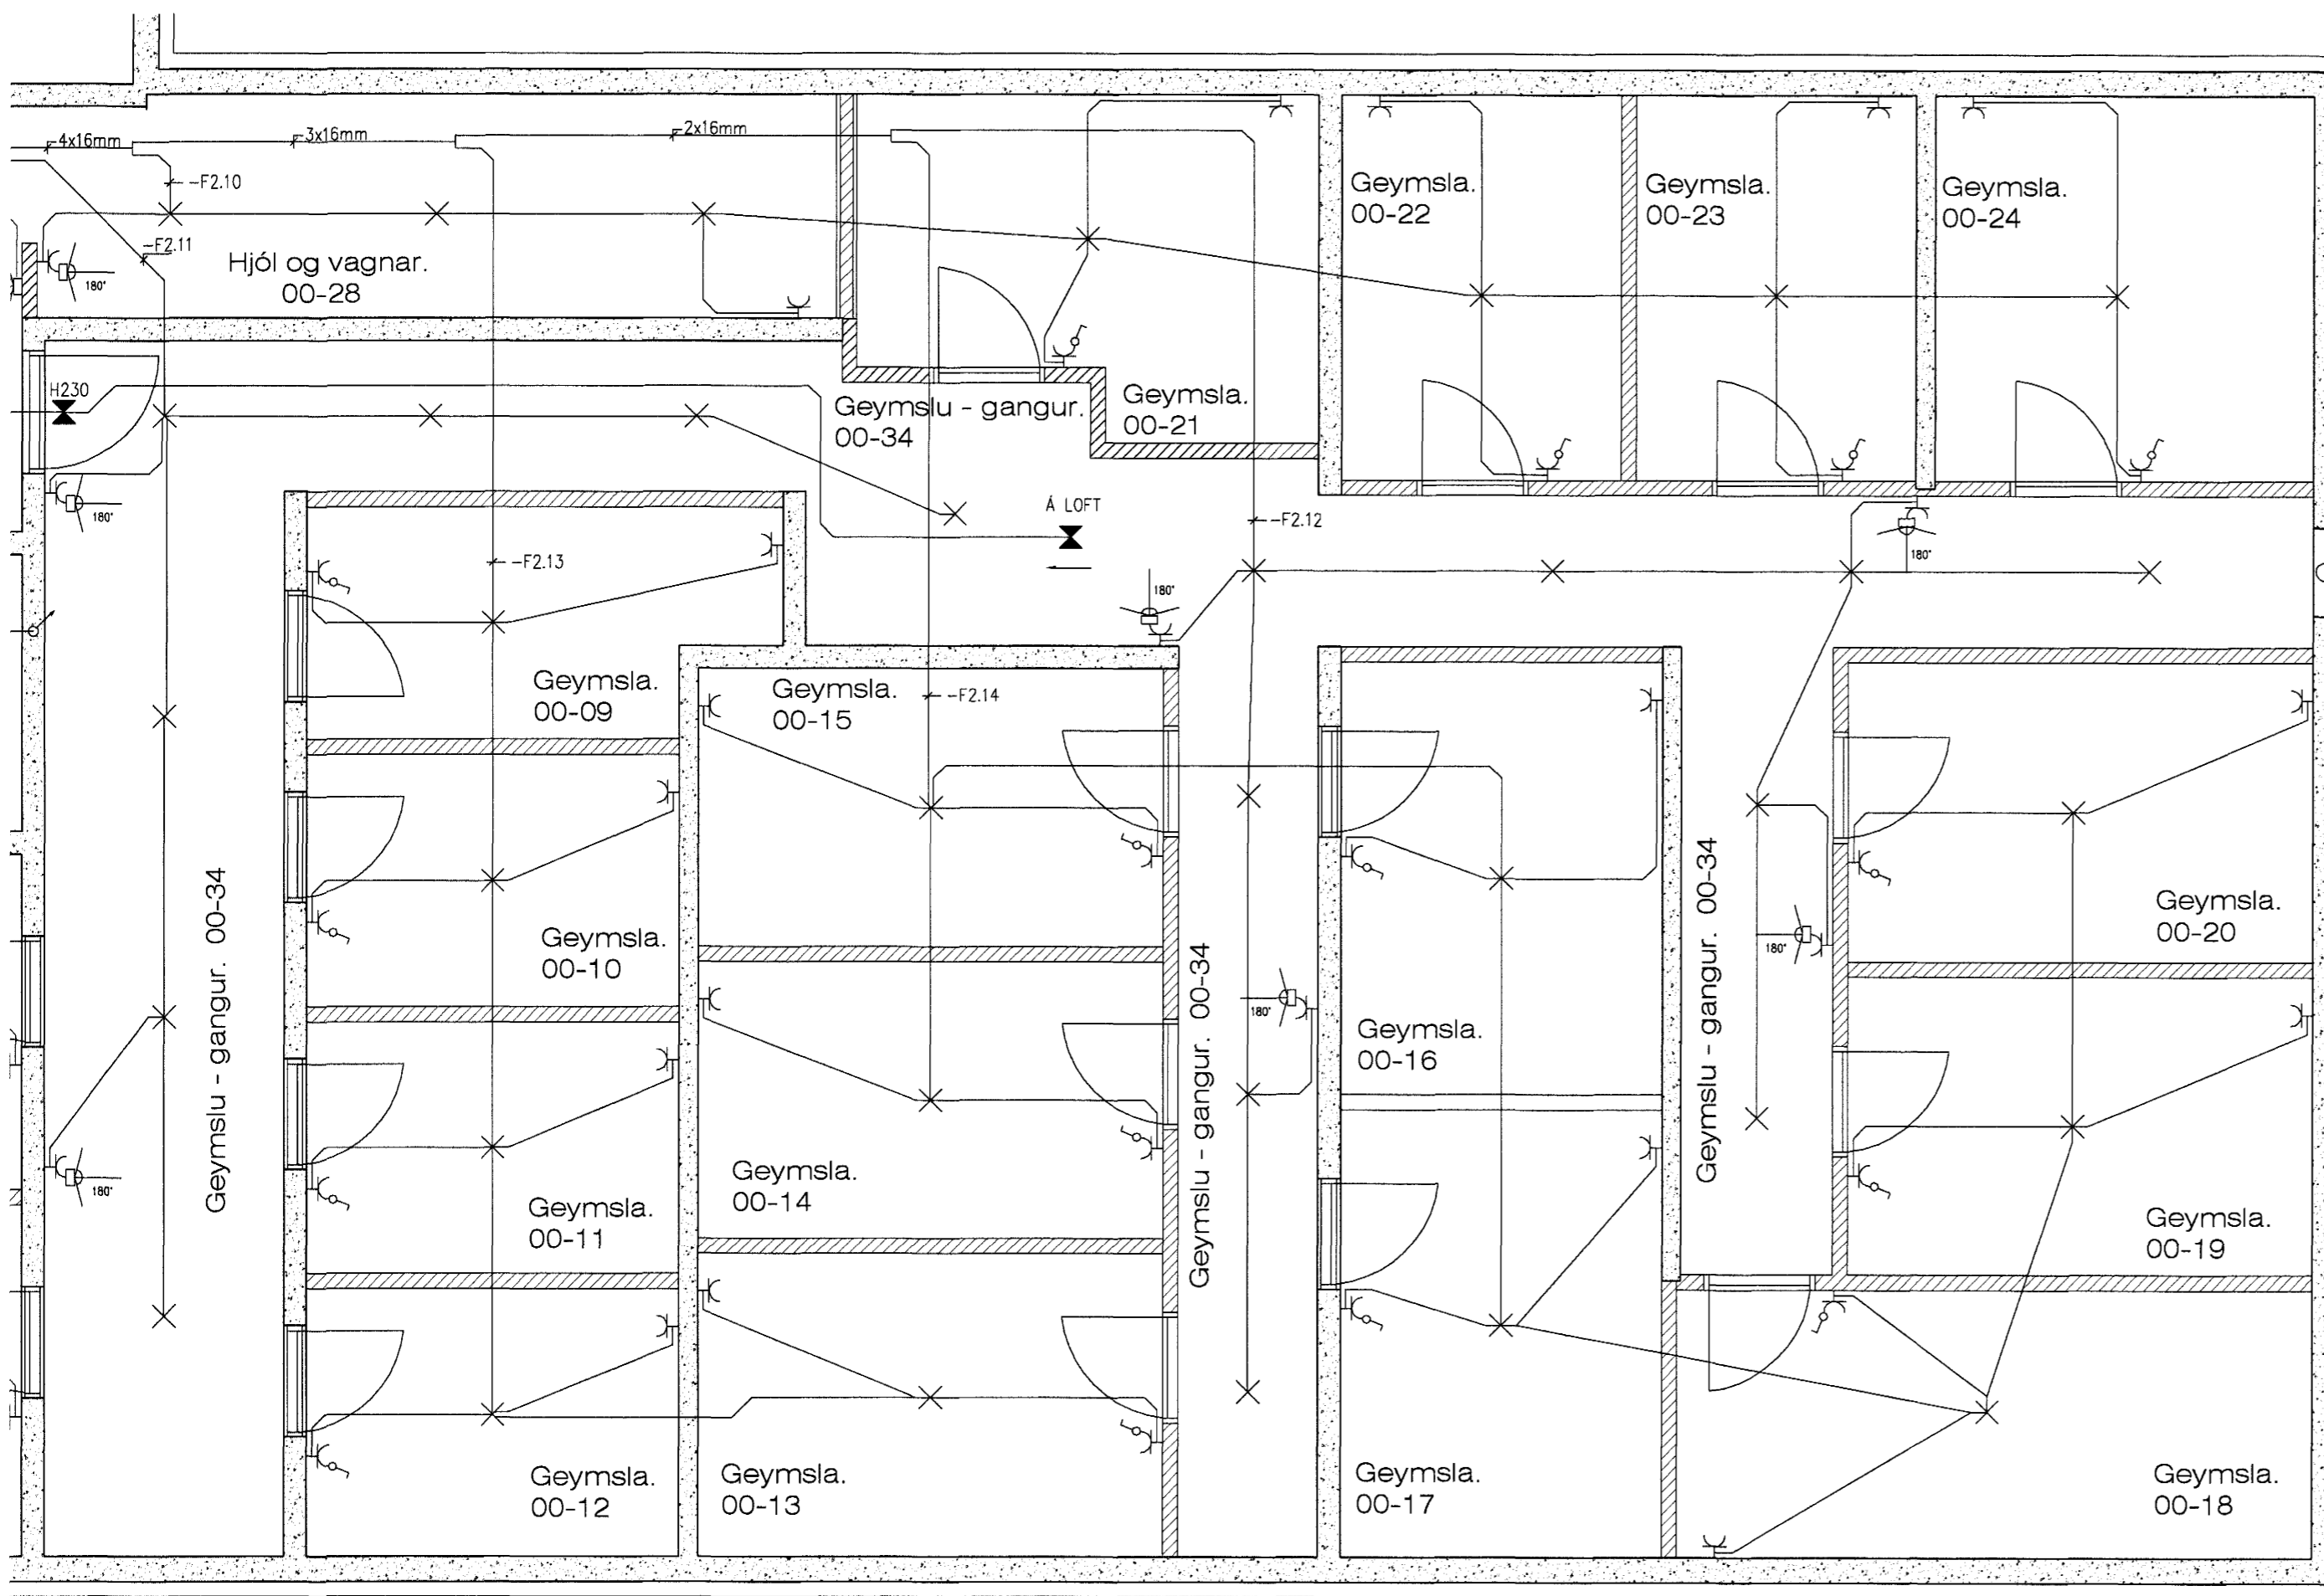 -4x16mm
-3x16mm
-2x16mm
-F2.10
-F2.11
Hjól og vagnar.
00-28
180°
Geymsla.
00-22
Geymsla.
00-23
Geymsla.
00-24
H230
180°
Geymslu - gangur.
00-34
Geymsla.
00-21
Á LOFT
-F2.12
180°
180°
-F2.13
Geymsla.
00-09
Geymsla.
00-15
-F2.14
Geymsla.
00-10
Geymslu - gangur. 00-34
Geymslu - gangur. 00-34
180°
Geymsla.
00-16
Geymslu - gangur. 00-34
180°
Geymsla.
00-20
180°
Geymsla.
00-11
Geymsla.
00-14
Geymsla.
00-19
Geymsla.
00-12
Geymsla.
00-13
Geymsla.
00-17
Geymsla.
00-18